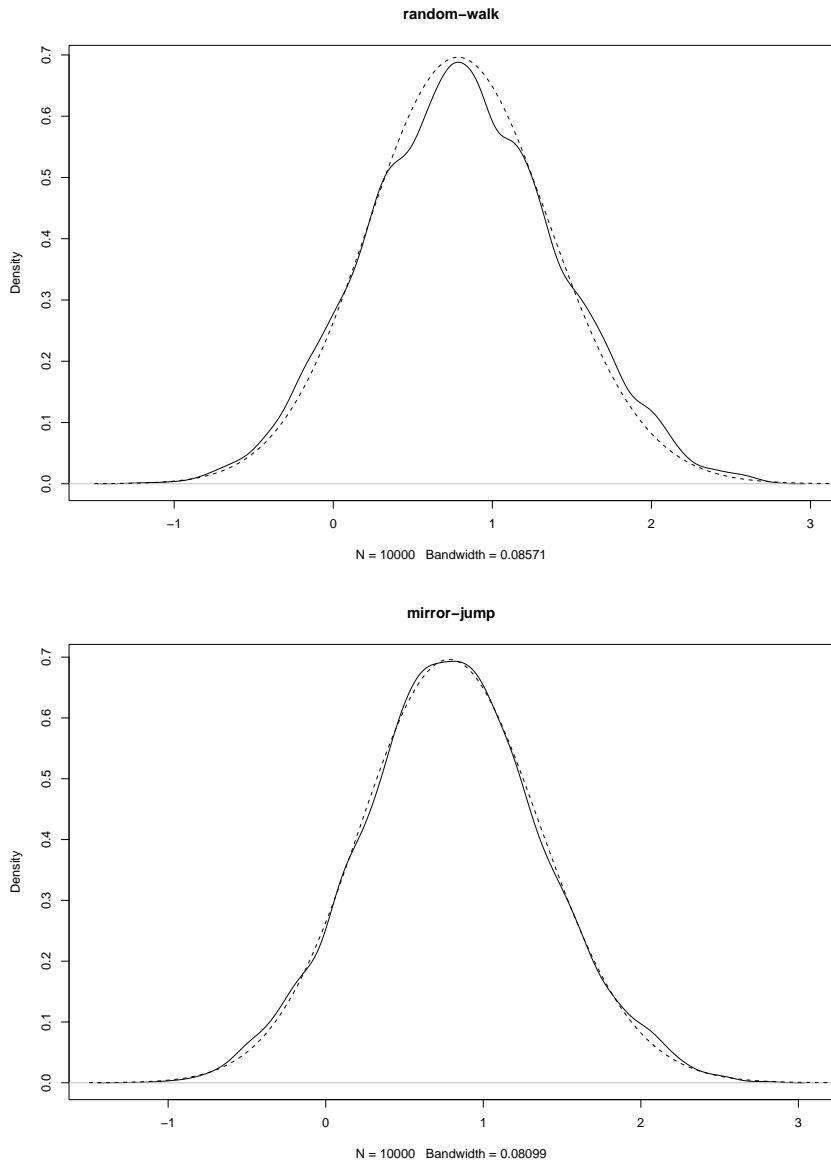 random−walk
0.7
0.6
0.5
0.4
0.3
0.2
0.1
0.0
Density
−1 0 1 2 3
N = 10000 Bandwidth = 0.08571
mirror−jump
0.7
0.6
0.5
0.4
0.3
0.2
0.1
0.0
Density
−1 0 1 2 3
N = 10000 Bandwidth = 0.08099